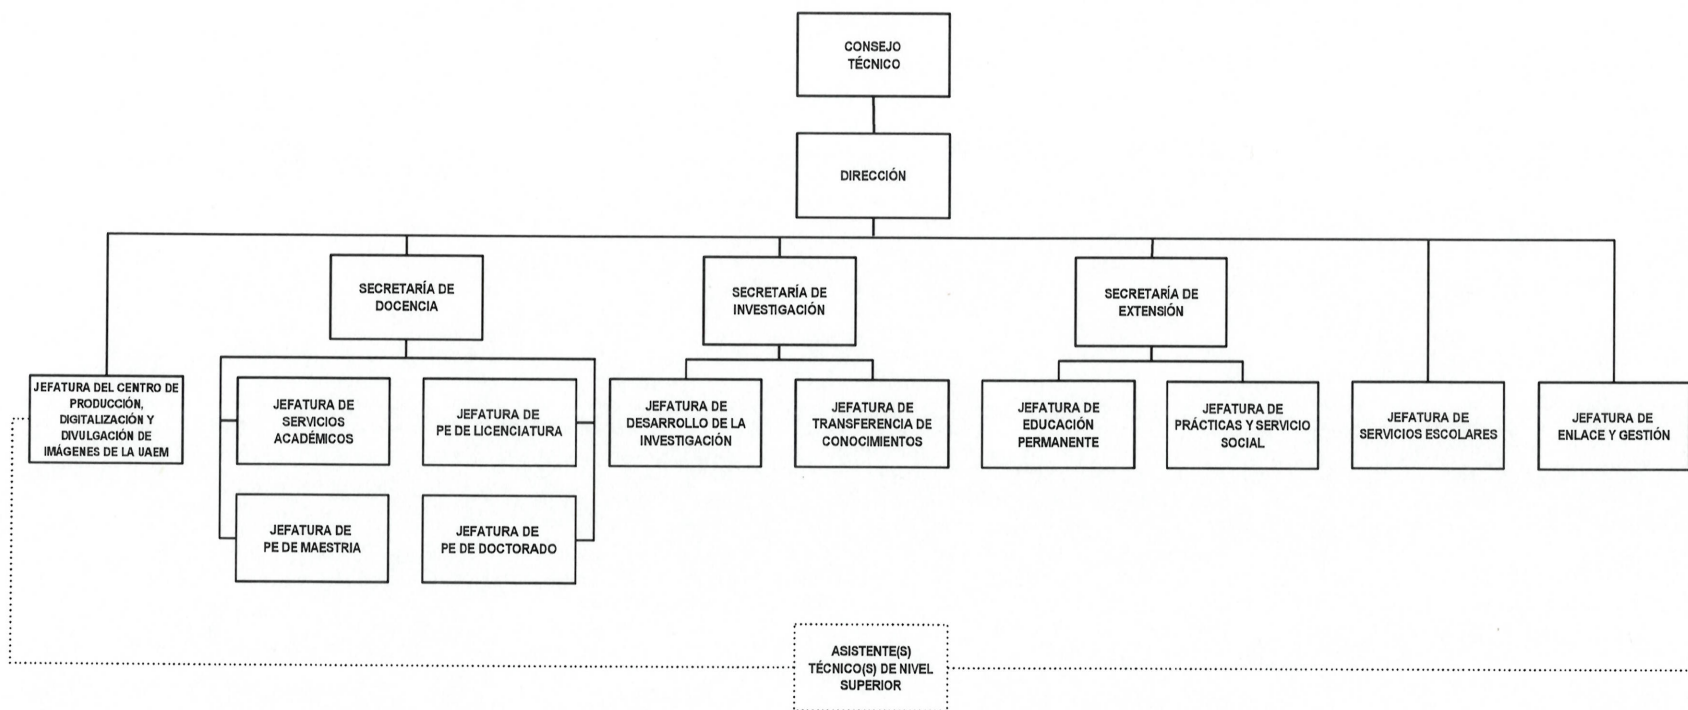 CONSEJO
TÉCNICO
DIRECCIÓN
SECRETARÍA DE
DOCENCIA
SECRETARÍA DE
INVESTIGACIÓN
SECRETARÍA DE
EXTENSIÓN
JEFATURA DEL CENTRO DE
PRODUCCIÓN,
DIGITALIZACIÓN Y
DIVULGACIÓN DE
IMÁGENES DE LA UAEM
JEFATURA DE
SERVICIOS
ACADÉMICOS
JEFATURA DE
PE DE LICENCIATURA
JEFATURA DE
DESARROLLO DE LA
INVESTIGACIÓN
JEFATURA DE
TRANSFERENCIA DE
CONOCIMIENTOS
JEFATURA DE
EDUCACIÓN
PERMANENTE
JEFATURA DE
PRÁCTICAS Y SERVICIO
SOCIAL
JEFATURA DE
SERVICIOS ESCOLARES
JEFATURA DE
ENLACE Y GESTIÓN
JEFATURA DE
PE DE MAESTRIA
JEFATURA DE
PE DE DOCTORADO
ASISTENTE(S)
TÉCNICO(S) DE NIVEL
SUPERIOR